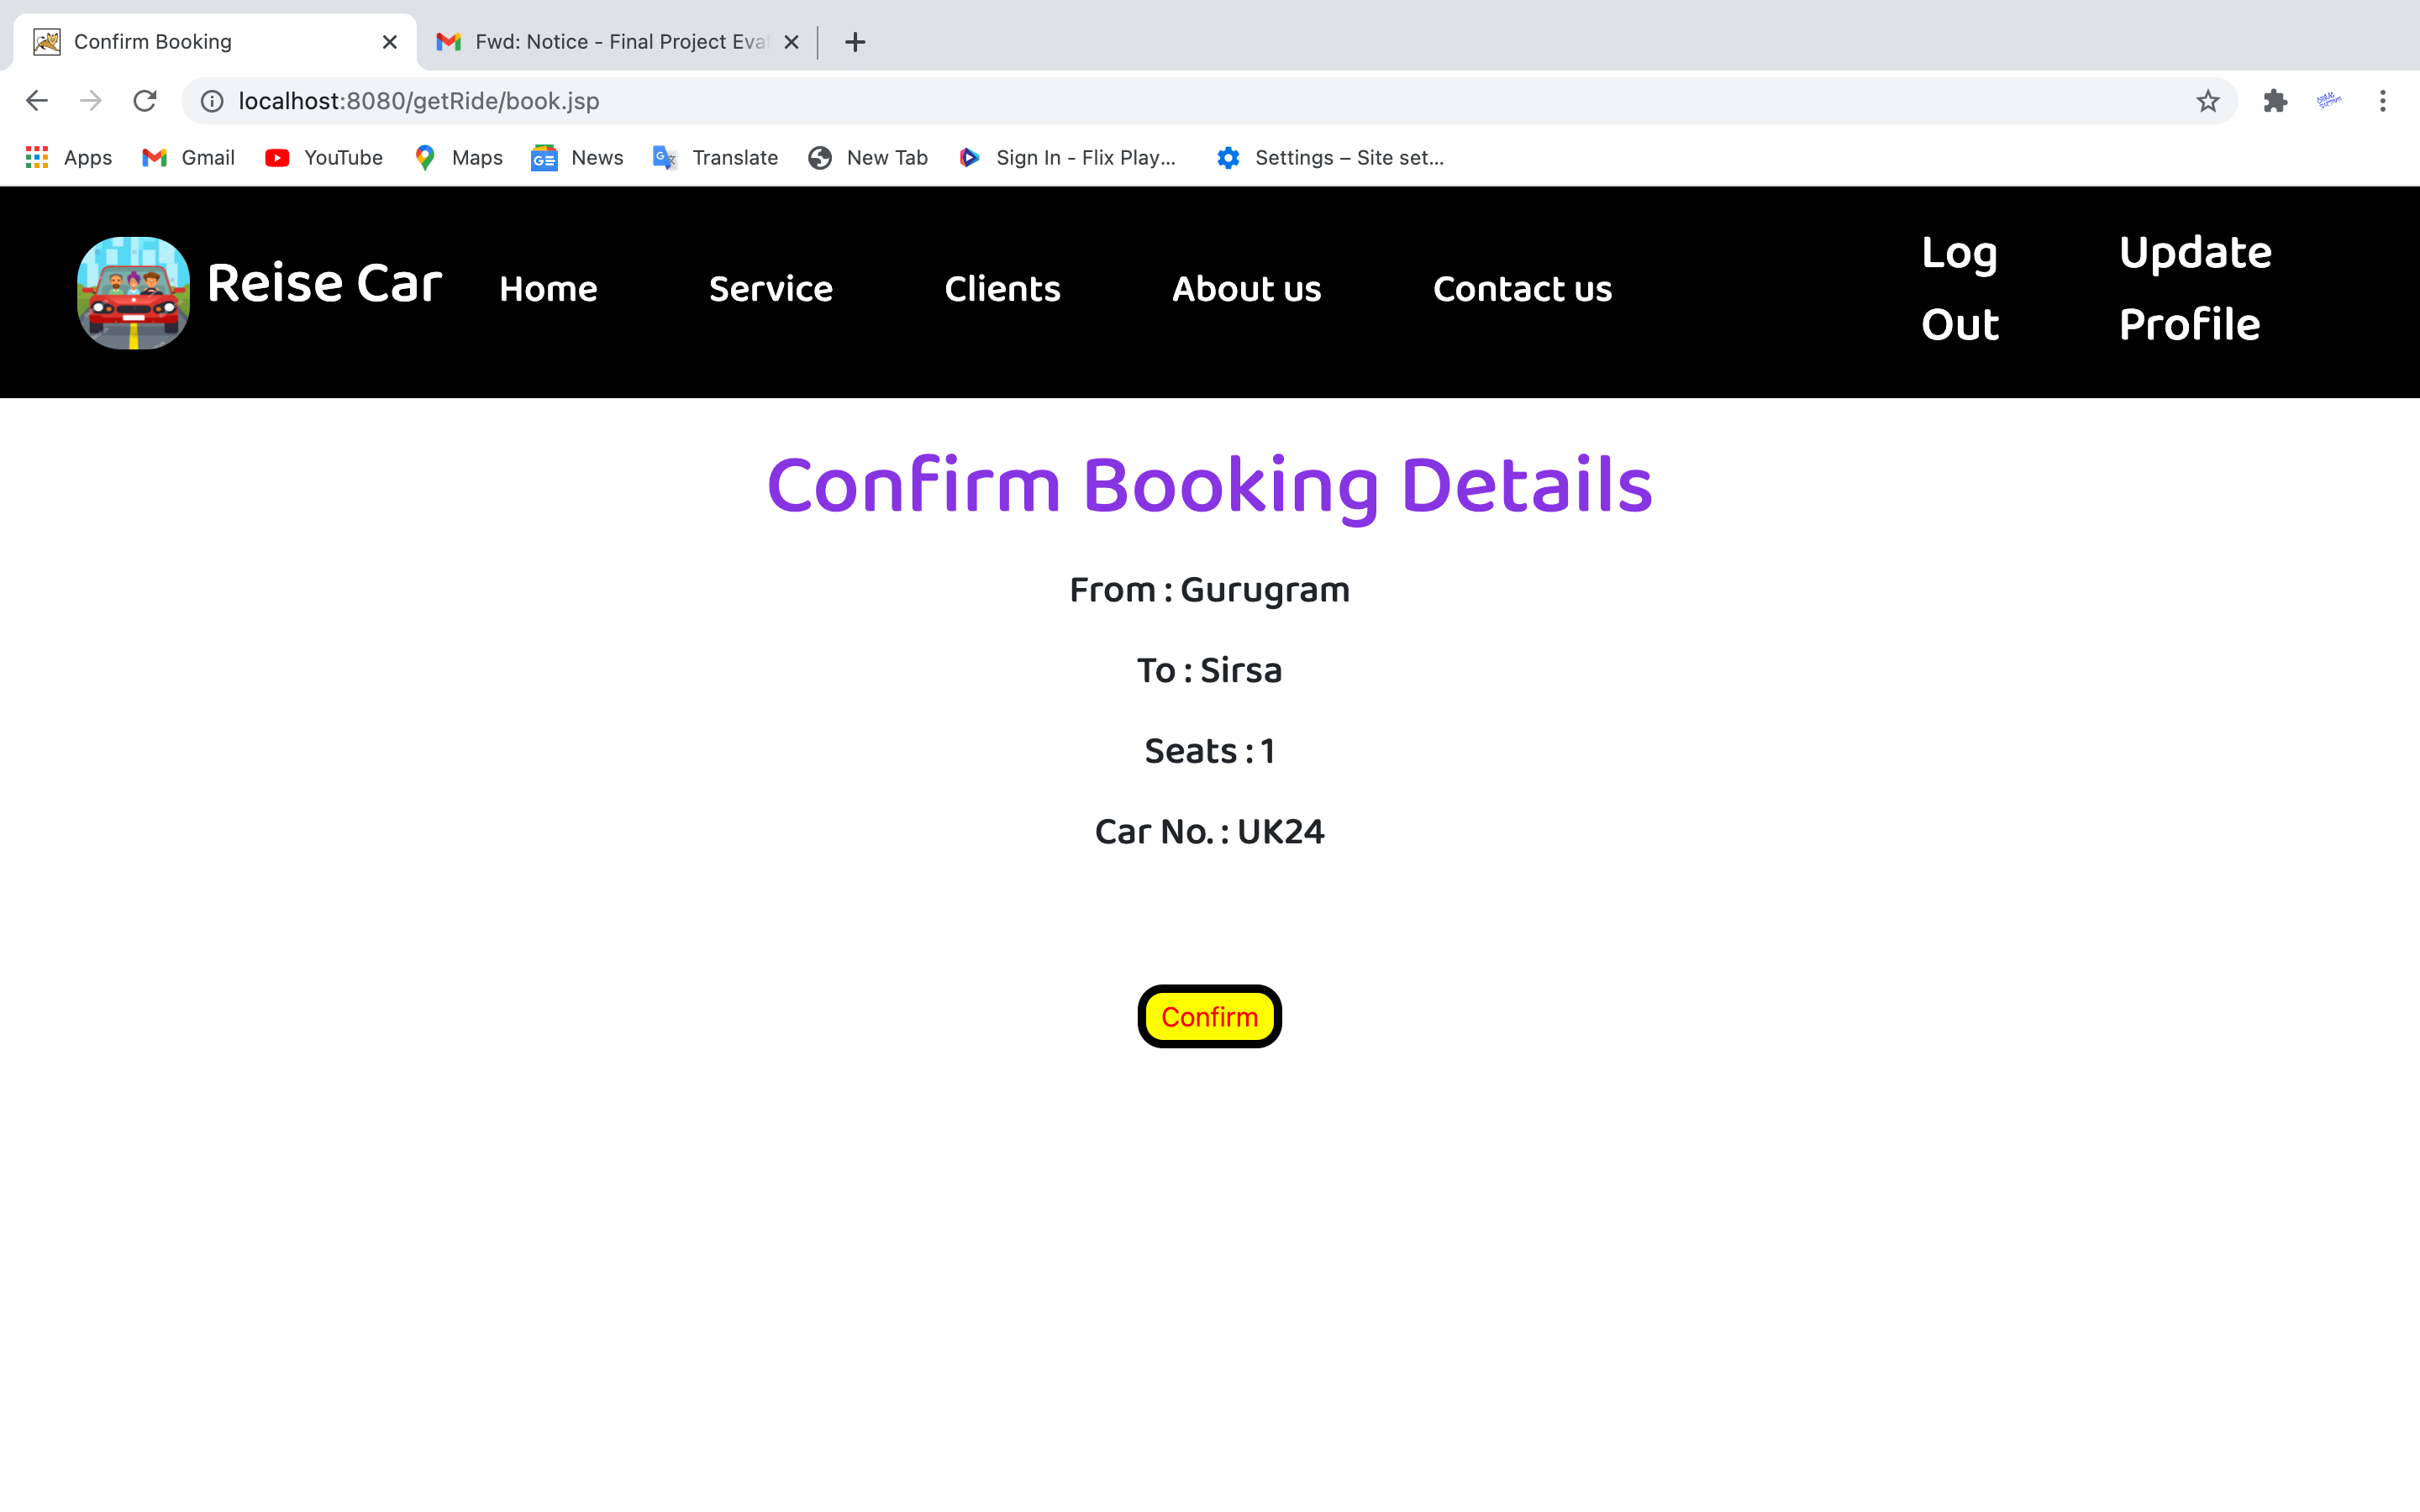 Confirm Booking
Fwd: Notice - Final Project Eval
localhost:8080/getRide/book.jsp
Apps Gmail YouTube Maps News Translate New Tab Sign In - Flix Play... Settings – Site set...
Reise Car Home Service Clients About us Contact us
Log Out
Update Profile
Confirm Booking Details
From : Gurugram
To : Sirsa
Seats : 1
Car No. : UK24
Confirm